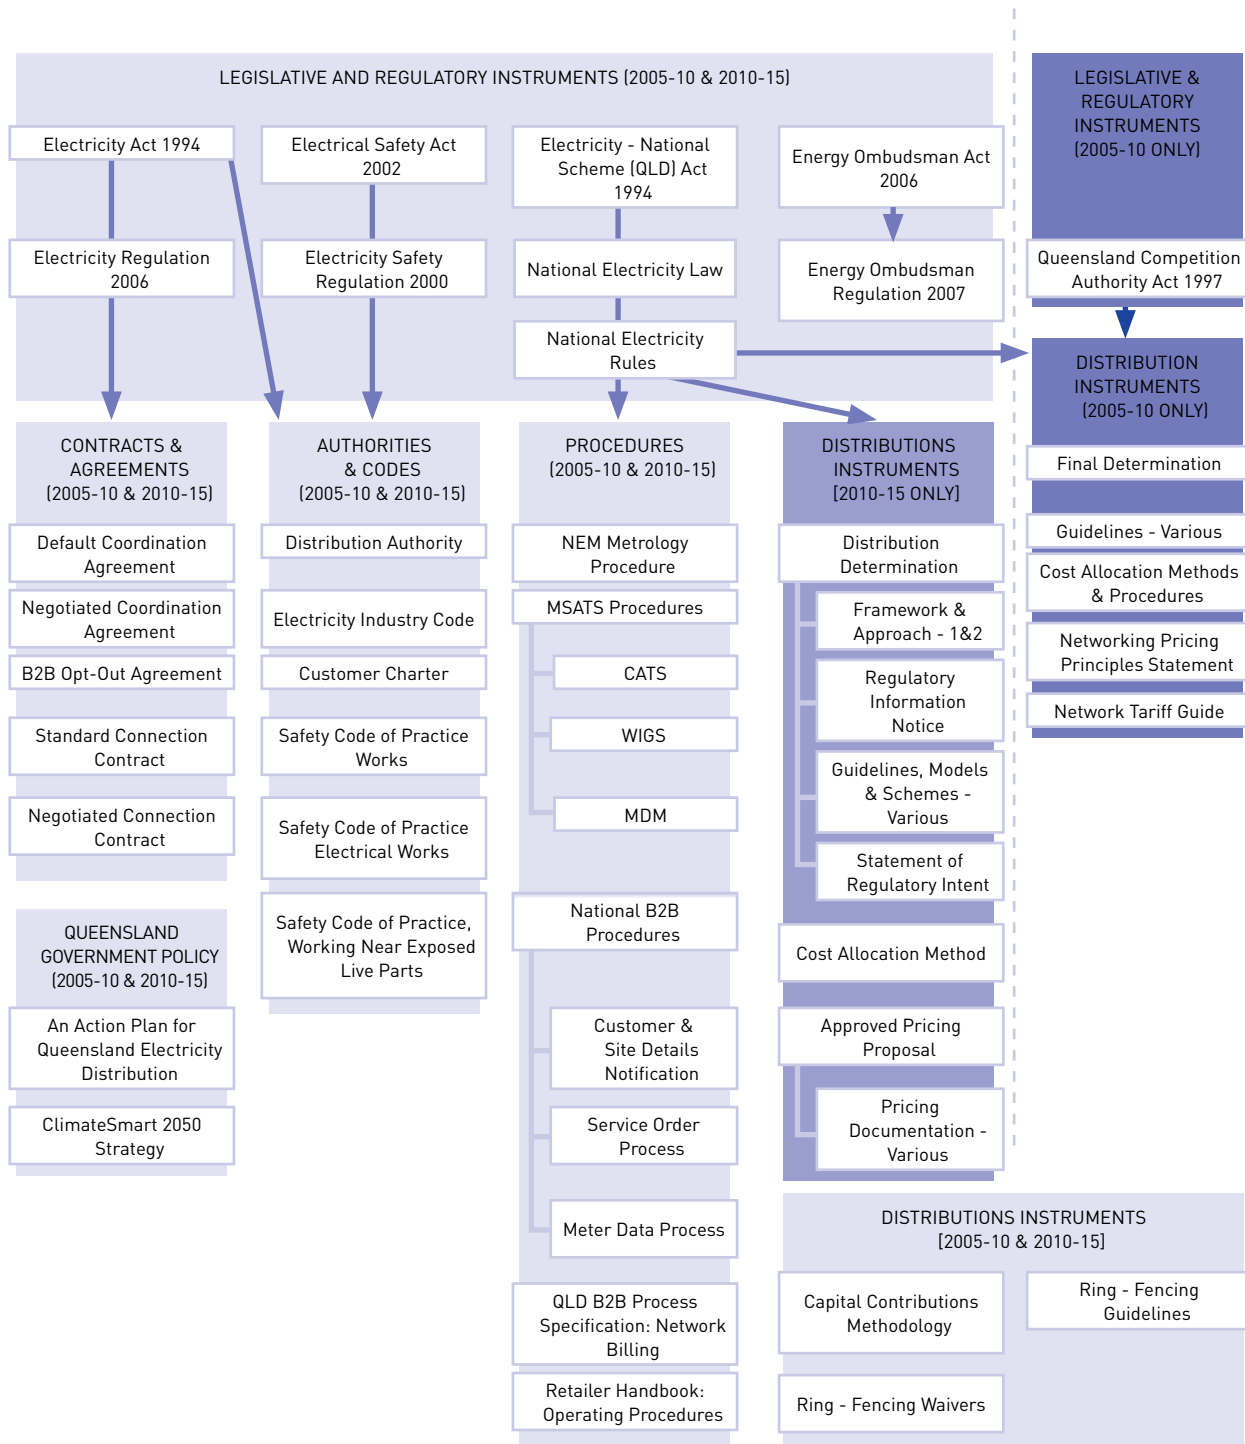 LEGISLATIVE AND REGULATORY INSTRUMENTS (2005-10 & 2010-15)
Electricity Act 1994
Electrical Safety Act
2002
Electricity - National
Scheme (QLD) Act
1994
Energy Ombudsman Act
2006
Electricity Regulation
2006
Electricity Safety
Regulation 2000
National Electricity Law
Energy Ombudsman
Regulation 2007
National Electricity
Rules
LEGISLATIVE &
REGULATORY
INSTRUMENTS
(2005-10 ONLY)
Queensland Competition
Authority Act 1997
DISTRIBUTION
INSTRUMENTS
(2005-10 ONLY)
Final Determination
Guidelines - Various
Cost Allocation Methods
& Procedures
Networking Pricing
Principles Statement
Network Tariff Guide
CONTRACTS &
AGREEMENTS
(2005-10 & 2010-15)
Default Coordination
Agreement
Negotiated Coordination
Agreement
B2B Opt-Out Agreement
Standard Connection
Contract
Negotiated Connection
Contract
QUEENSLAND
GOVERNMENT POLICY
(2005-10 & 2010-15)
An Action Plan for
Queensland Electricity
Distribution
ClimateSmart 2050
Strategy
AUTHORITIES
& CODES
(2005-10 & 2010-15)
Distribution Authority
Electricity Industry Code
Customer Charter
Safety Code of Practice
Works
Safety Code of Practice
Electrical Works
Safety Code of Practice,
Working Near Exposed
Live Parts
PROCEDURES
(2005-10 & 2010-15)
NEM Metrology
Procedure
MSATS Procedures
CATS
WIGS
MDM
National B2B
Procedures
Customer &
Site Details
Notification
Service Order
Process
Meter Data Process
QLD B2B Process
Specification: Network
Billing
Retailer Handbook:
Operating Procedures
DISTRIBUTIONS
INSTRUMENTS
[2010-15 ONLY]
Distribution
Determination
Framework &
Approach - 1&2
Regulatory
Information
Notice
Guidelines, Models
& Schemes -
Various
Statement of
Regulatory Intent
Cost Allocation Method
Approved Pricing
Proposal
Pricing
Documentation -
Various
DISTRIBUTIONS INSTRUMENTS
[2005-10 & 2010-15]
Capital Contributions
Methodology
Ring - Fencing
Guidelines
Ring - Fencing Waivers